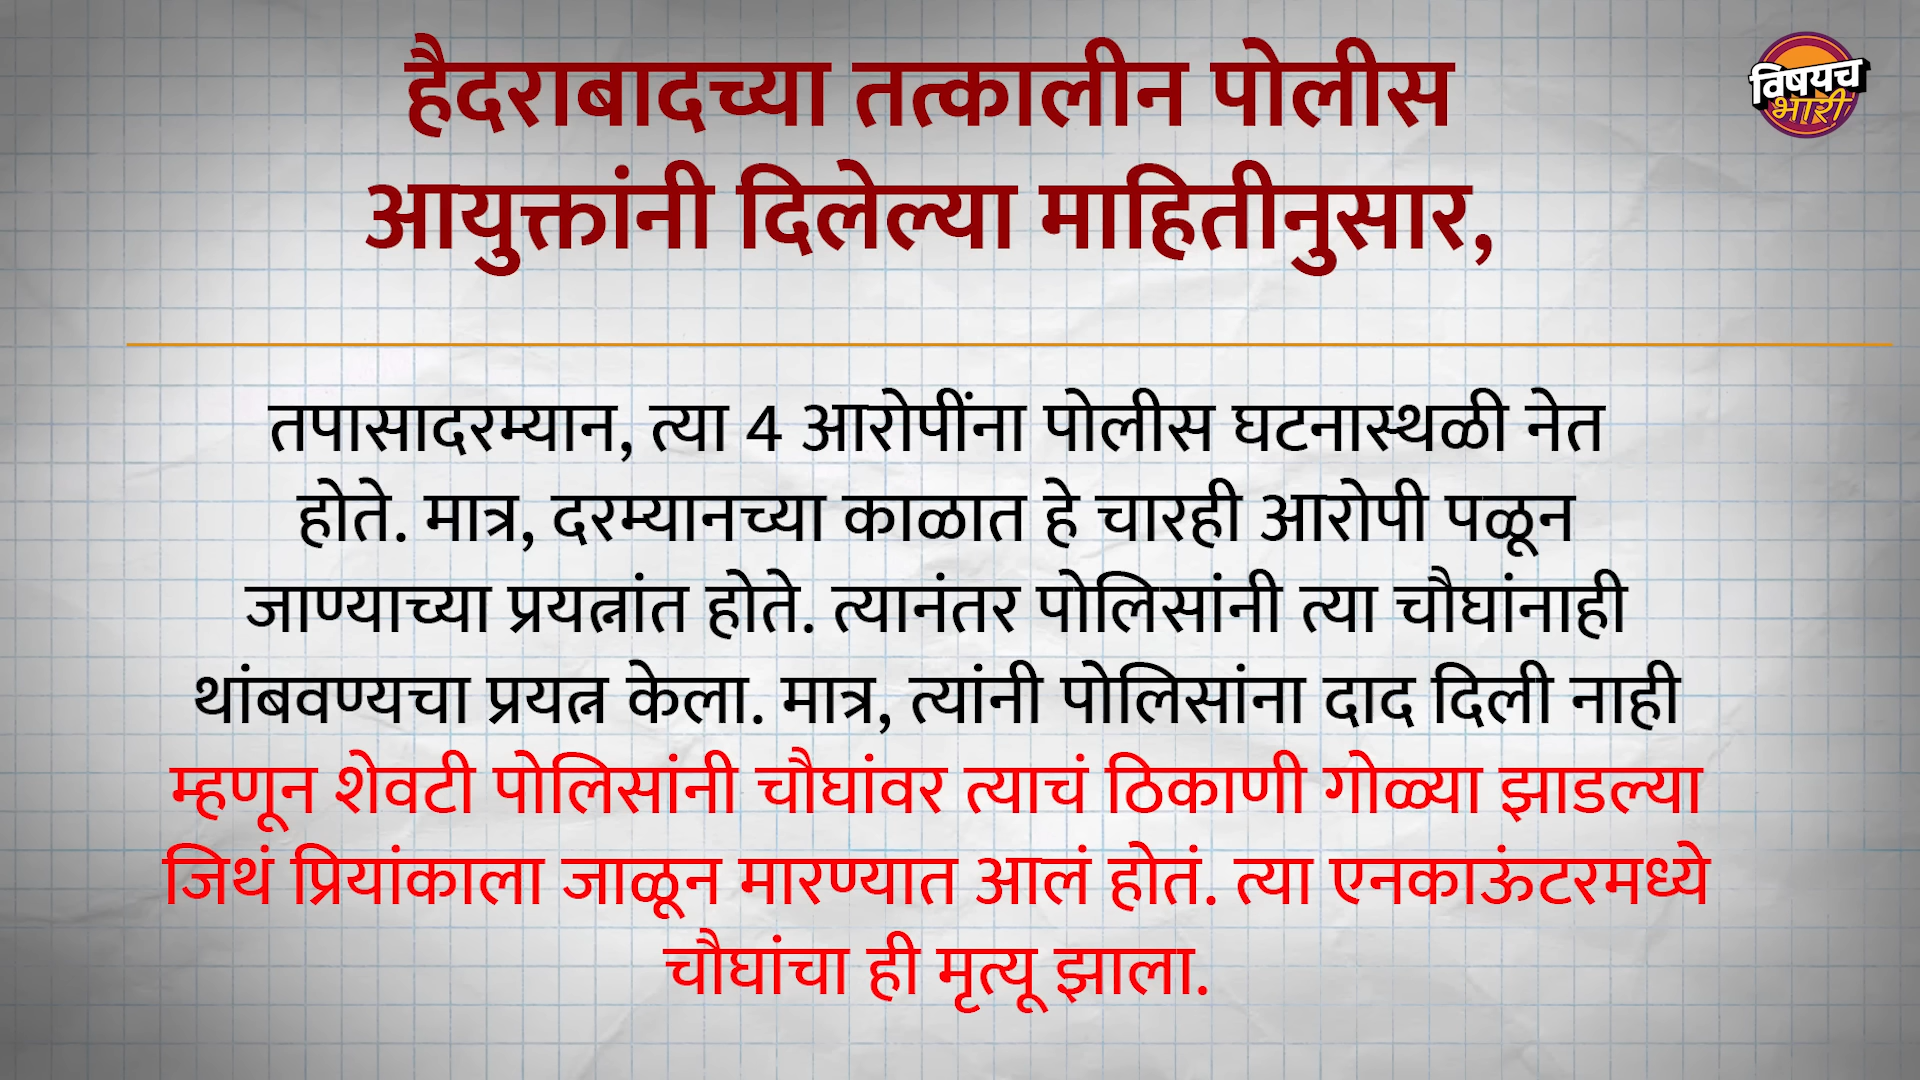 हैदराबादच्या तत्कालीन पोलीस
आयुक्तांनी दिलेल्या माहितीनुसार,
विषयच
भारी
तपासादरम्यान, त्या 4 आरोपींना पोलीस घटनास्थळी नेत
होते. मात्र, दरम्यानच्या काळात हे चारही आरोपी पळून
जाण्याच्या प्रयत्नांत होते. त्यानंतर पोलिसांनी त्या चौघांनाही
थांबवण्यचा प्रयत्न केला. मात्र, त्यांनी पोलिसांना दाद दिली नाही
म्हणून शेवटी पोलिसांनी चौघांवर त्याचं ठिकाणी गोळ्या झाडल्या
जिथं प्रियांकाला जाळून मारण्यात आलं होतं. त्या एनकाऊंटरमध्ये
चौघांचा ही मृत्यू झाला.